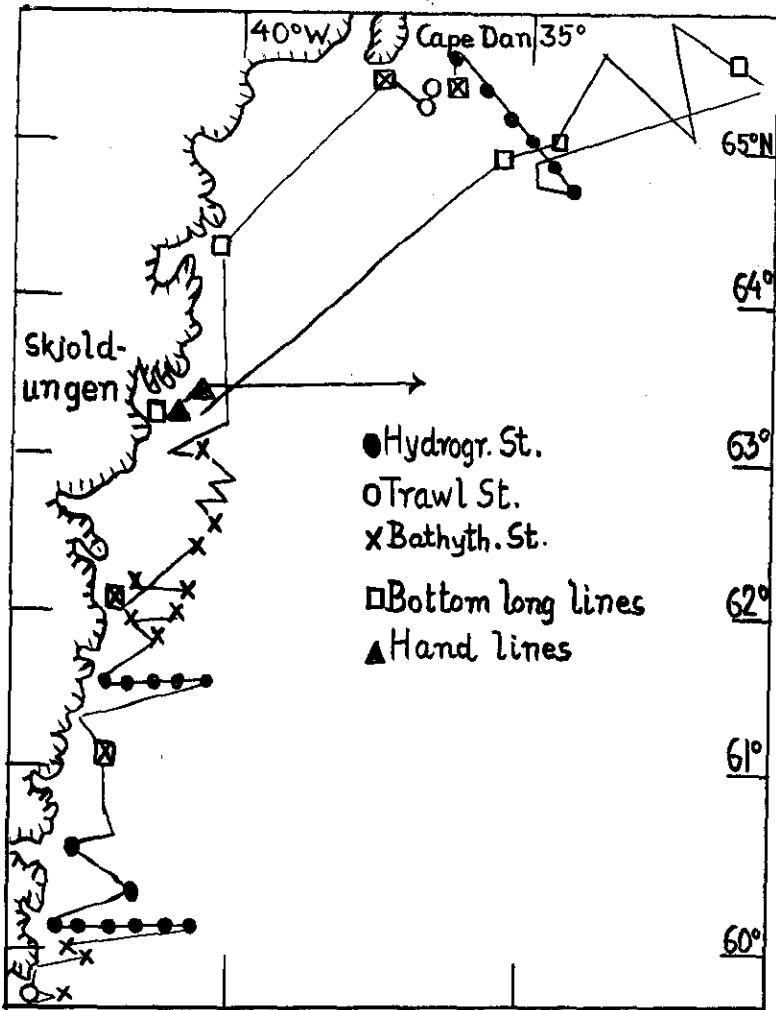 40°W
Cape Dan
35°
65°N
64°
Skjold-
ungen
63°
●Hydrogr. St.
○Trawl St.
x Bathyth. St.
□Bottom long lines
▲Hand lines
62°
61°
60°